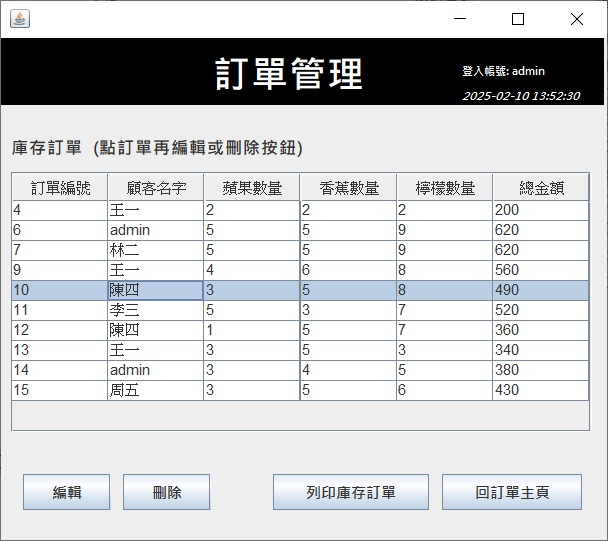 訂單管理
登入帳號: admin
2025-02-10 13:52:30
庫存訂單 (點訂單再編輯或刪除按鈕)
訂單編號 顧客名字 蘋果數量 香蕉數量 檸檬數量 總金額
4 王一 2 2 2 200
6 admin 5 5 9 620
7 林二 5 5 9 620
9 王一 4 6 8 560
10 陳四 3 5 8 490
11 李三 5 3 7 520
12 陳四 1 5 7 360
13 王一 3 5 3 340
14 admin 3 4 5 380
15 周五 3 5 6 430
編輯 刪除 列印庫存訂單 回訂單主頁